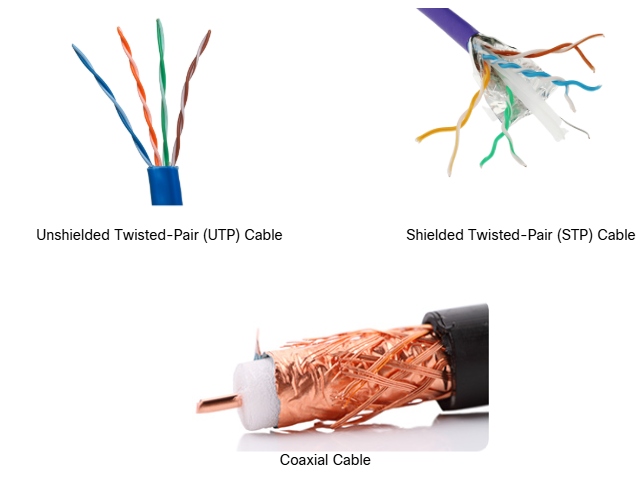 Unshielded Twisted-Pair (UTP) Cable
Shielded Twisted-Pair (STP) Cable
Coaxial Cable